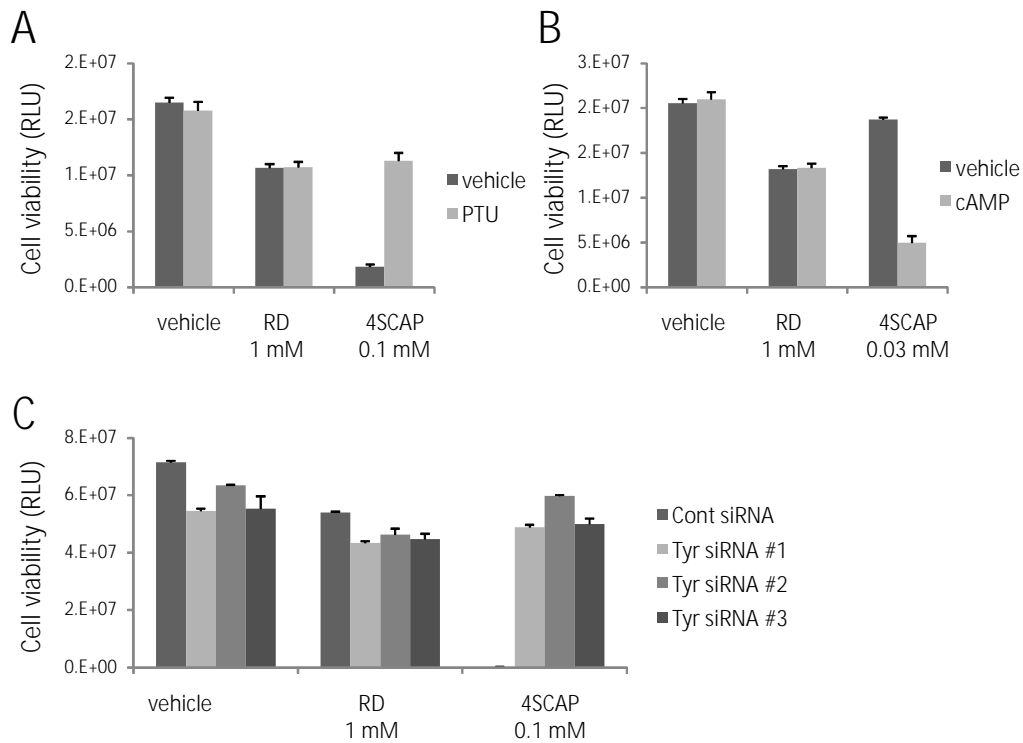 A
Cell viability (RLU)
2.E+07
2.E+07
1.E+07
5.E+06
0.E+00
vehicle
RD
1 mM
4SCAP
0.1 mM
vehicle
PTU
B
Cell viability (RLU)
3.E+07
2.E+07
2.E+07
1.E+07
5.E+06
0.E+00
vehicle
RD
1 mM
4SCAP
0.03 mM
vehicle
cAMP
C
Cell viability (RLU)
8.E+07
6.E+07
4.E+07
2.E+07
0.E+00
vehicle
RD
1 mM
4SCAP
0.1 mM
Cont siRNA
Tyr siRNA #1
Tyr siRNA #2
Tyr siRNA #3